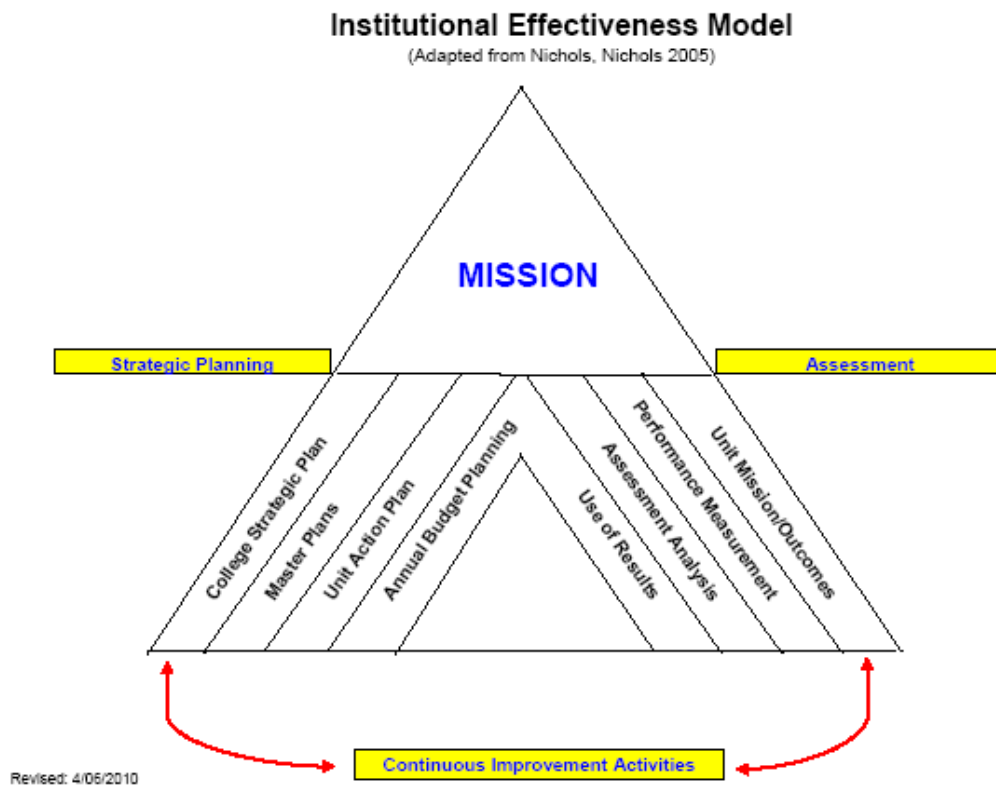 Institutional Effectiveness Model
(Adapted from Nichols, Nichols 2005)
MISSION
Strategic Planning
Assessment
College Strategic Plan
Master Plans
Unit Action Plan
Annual Budget Planning
Use of Results
Assessment Analysis
Performance Measurement
Unit Mission/Outcomes
Continuous Improvement Activities
Revised: 4/06/2010